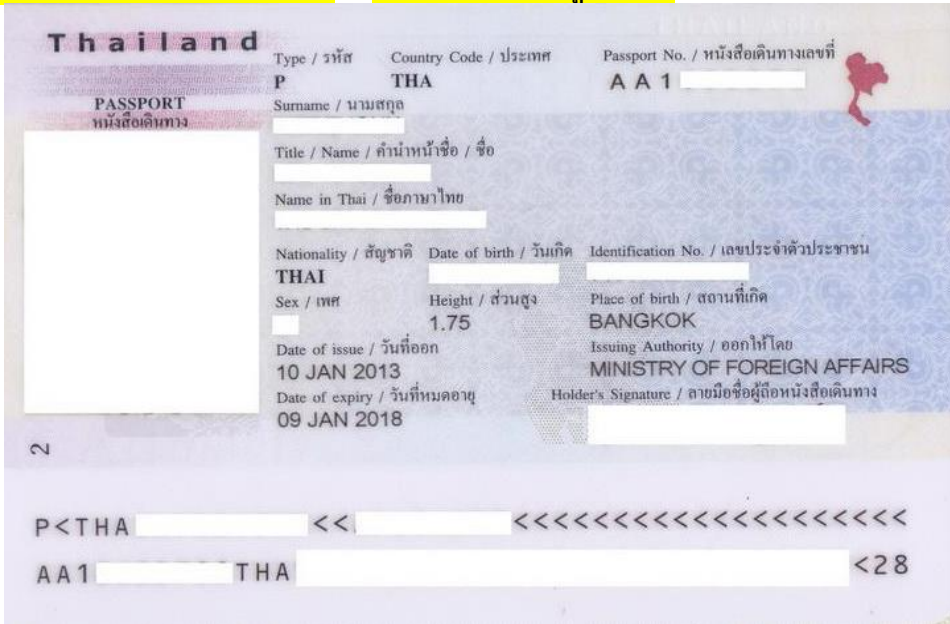 Thailand
PASSPORT
หนังสือเดินทาง
Type / รหัส Country Code / ประเทศ Passport No. / หนังสือเดินทางเลขที่
P THA AA1
Surname / นามสกุล
Title / Name / คำนำหน้าชื่อ / ชื่อ
Name in Thai / ชื่อภาษาไทย
Nationality / สัญชาติ Date of birth / วันเกิด Identification No. / เลขประจำตัวประชาชน
THAI
Sex / เพศ Height / ส่วนสูง Place of birth / สถานที่เกิด
1.75 BANGKOK
Date of issue / วันที่ออก Issuing Authority / ออกให้โดย
10 JAN 2013 MINISTRY OF FOREIGN AFFAIRS
Date of expiry / วันที่หมดอายุ Holder's Signature / ลายมือชื่อผู้ถือหนังสือเดินทาง
09 JAN 2018
2
P<THA << <<<<<<<<<<<<<<<<<<<<
AA1 THA <28